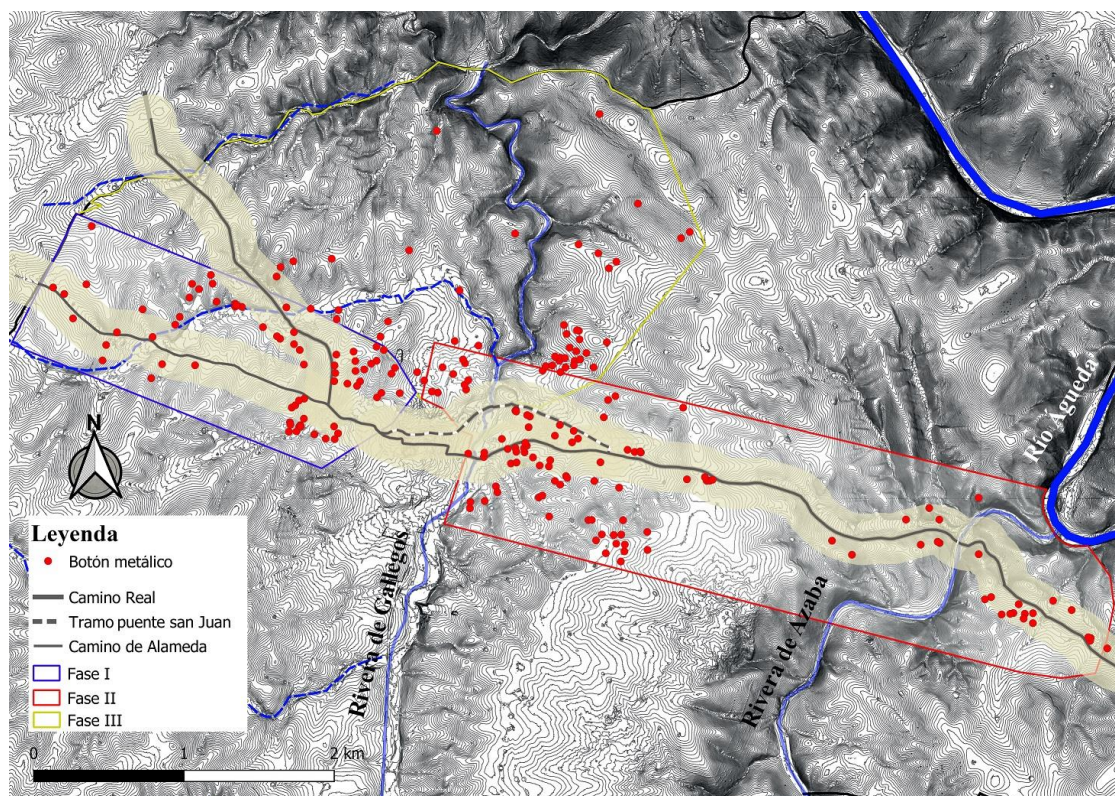 Río Águeda
N
Leyenda
Botón metálico
Camino Real
Tramo puente san Juan
Camino de Alameda
Fase I
Fase II
Fase III
Rivera de Gallegos
Rivera de Azaba
0 1 2 km